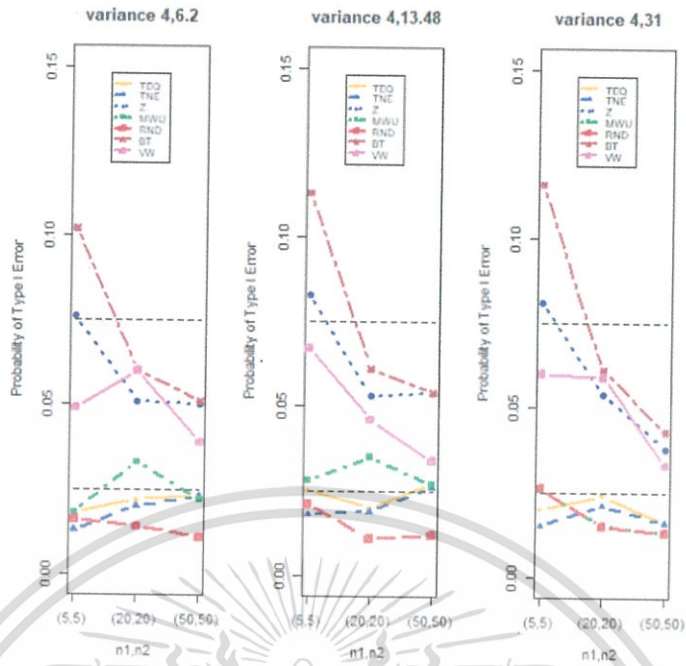 variance 4,6.2
Probability of Type I Error
0.15
0.10
0.05
0.00
TEQ
TNE
Z
MWU
RND
BT
VW
(5,5)
(20,20)
(50,50)
n1,n2
variance 4,13.48
Probability of Type I Error
0.15
0.10
0.05
0.00
TEQ
TNE
Z
MWU
RND
BT
VW
(5,5)
(20,20)
(50,50)
n1,n2
variance 4,31
Probability of Type I Error
0.15
0.10
0.05
0.00
TEQ
TNE
Z
MWU
RND
BT
VW
(5,5)
(20,20)
(50,50)
n1,n2